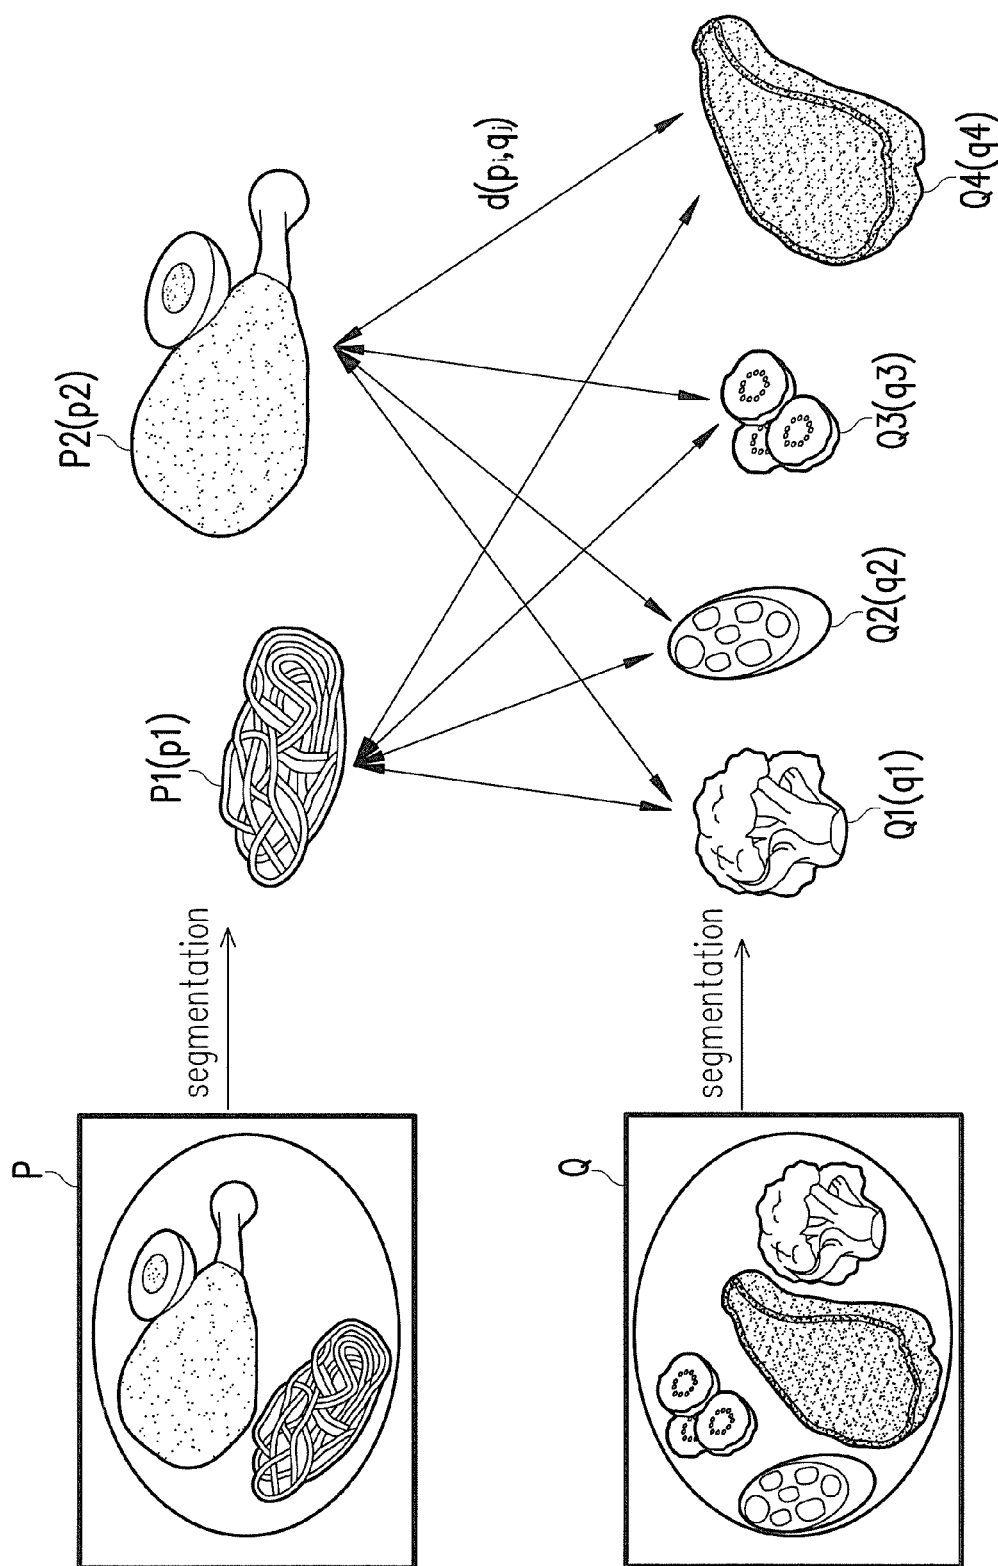 P
segmentation
P1(p1)
P2(p2)
d(pi,qj)
Q
segmentation
Q1(q1)
Q2(q2)
Q3(q3)
Q4(q4)